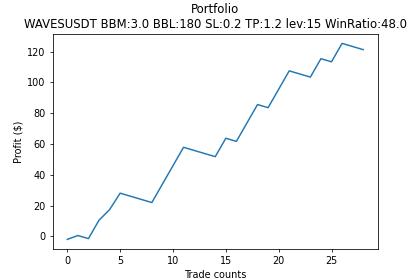 Portfolio
WAVESUSDT BBM:3.0 BBL:180 SL:0.2 TP:1.2 lev:15 WinRatio:48.0
120
100
80
60
40
20
0
Profit ($)
0 5 10 15 20 25
Trade counts